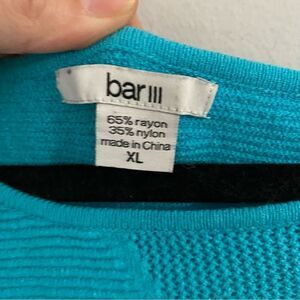 bar III
65% rayon
35% nylon
made in China
XL